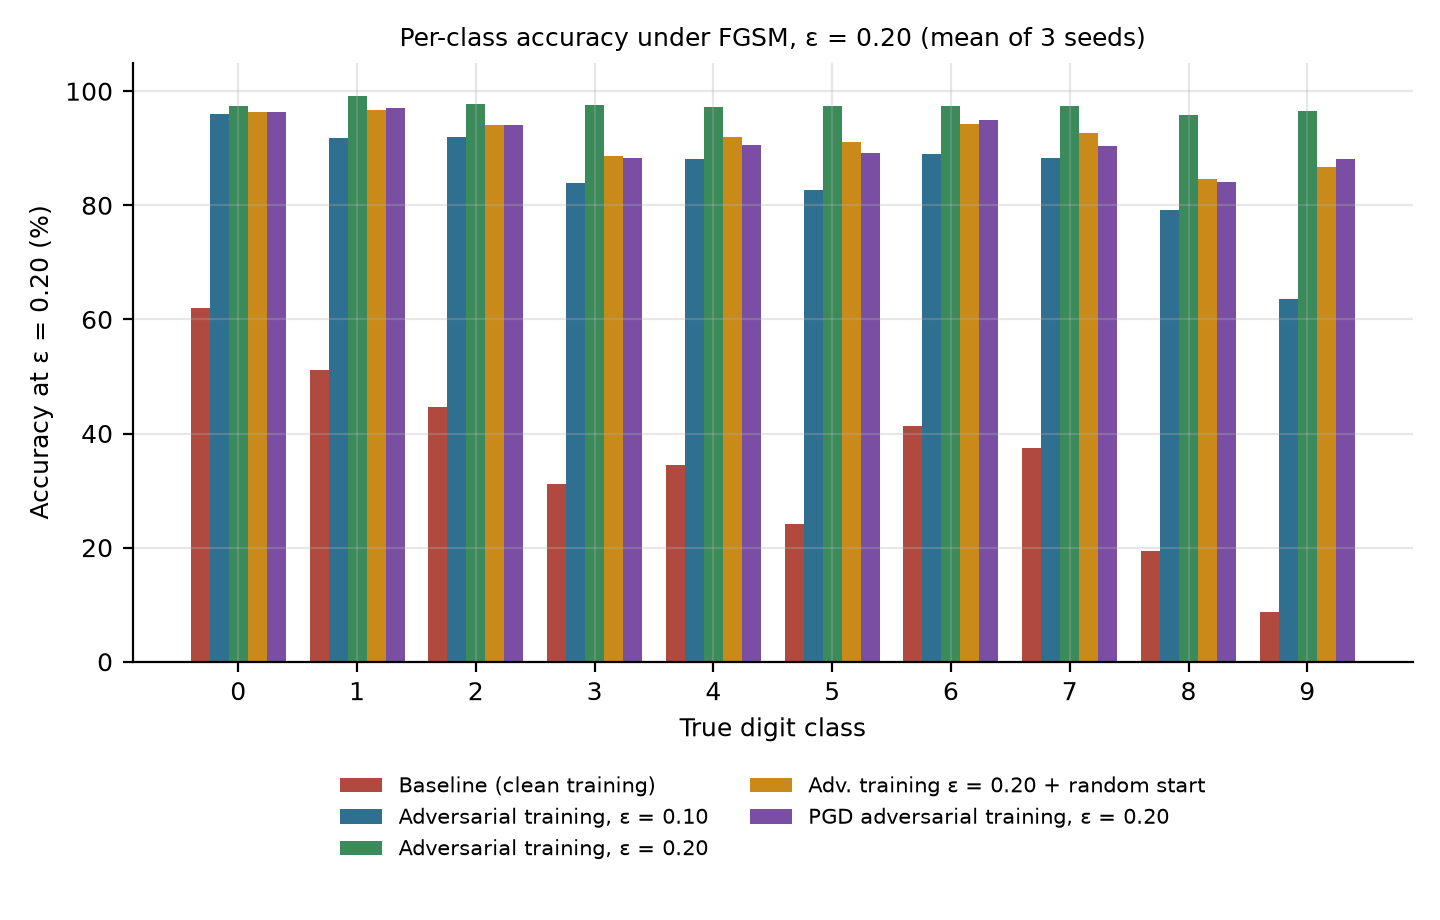 Per-class accuracy under FGSM, ε = 0.20 (mean of 3 seeds)
Accuracy at ε = 0.20 (%)
100
80
60
40
20
0
0 1 2 3 4 5 6 7 8 9
True digit class
Baseline (clean training)
Adversarial training, ε = 0.10
Adversarial training, ε = 0.20
Adv. training ε = 0.20 + random start
PGD adversarial training, ε = 0.20